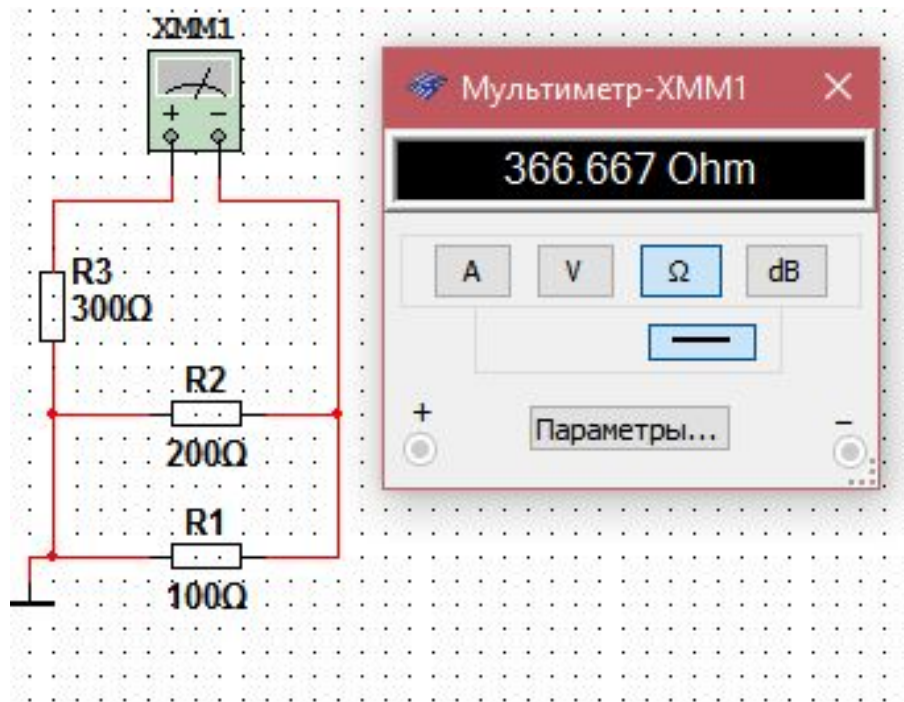 XMM1
+ −
R3
300Ω
R2
200Ω
R1
100Ω
Мультиметр-XMM1
366.667 Ohm
A V Ω dB
+ −
Параметры...